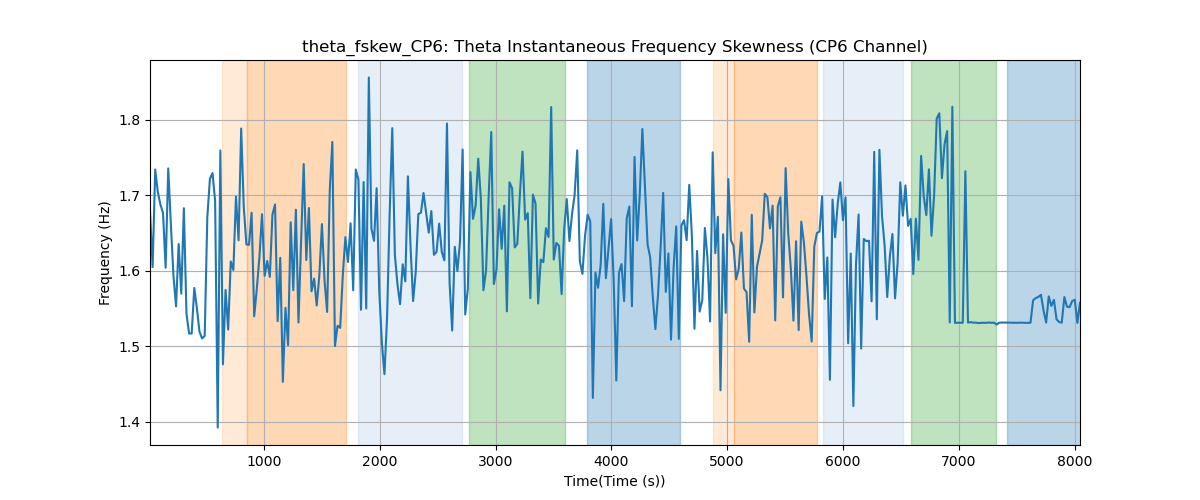 theta_fskew_CP6: Theta Instantaneous Frequency Skewness (CP6 Channel)
Frequency (Hz)
1.8
1.7
1.6
1.5
1.4
1000 2000 3000 4000 5000 6000 7000 8000
Time(Time (s))